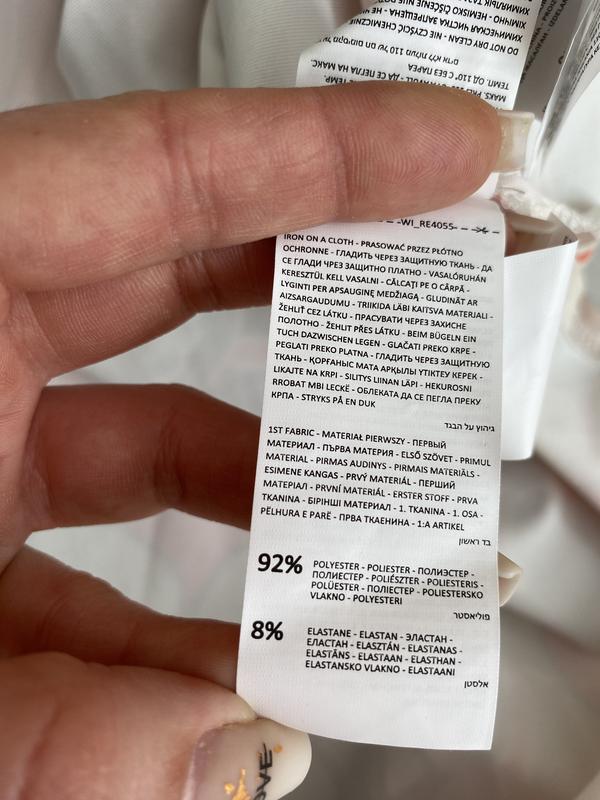 DO NOT DRY CLEAN - NIE CZYŚCIĆ CHEMICZNIE
ХИМИЧЕСКАЯ ЧИСТКА ЗАПРЕЩЕНА - НЕ
ТЕМП. ОД 110° С БЕЗ ПАРЕА
ДА СЕ ПЕГЛА НА МАКС.
-WI_RE4055-
IRON ON A CLOTH - PRASOWAĆ PRZEZ PŁÓTNO
OCHRONNE - ГЛАДИТЬ ЧЕРЕЗ ЗАЩИТНУЮ ТКАНЬ - ДА
СЕ ГЛАДИ ЧРЕЗ ЗАЩИТНО ПЛАТНО - VASALÓRUHÁN
KERESZTÜL KELL VASALNI - CĂLCAȚI PE O CÂRPĂ -
LYGINTI PER APSAUGINĘ MEDŽIAGĄ - GLUDINĀT AR
AIZSARGAUDUMU - TRIIKIDA LÄBI KAITSVA MATERJALI -
ŽEHLIŤ CEZ LÁTKU - ПРАСУВАТИ ЧЕРЕЗ ЗАХИСНЕ
ПОЛОТНО - ŽEHLIT PŘES LÁTKU - BEIM BÜGELN EIN
TUCH DAZWISCHEN LEGEN - GLAČATI PREKO KRPE -
PEGLATI PREKO PLATNA - ГЛАДИТЬ ЧЕРЕЗ ЗАЩИТНУЮ
ТКАНЬ - ҚОРҒАНЫС МАТА АРҚЫЛЫ ҮТІКТЕУ КЕРЕК -
LIKAJTE NA KRPI - SILITYS LIINAN LÄPI - HEKUROSNI
RROBAT MBI LECKË - ОБЛЕКАТА ДА СЕ ПЕГЛА ПРЕКУ
КРПА - STRYKS PÅ EN DUK
גיהוץ על הבגד
1ST FABRIC - MATERIAŁ PIERWSZY - ПЕРВЫЙ
МАТЕРИАЛ - ПЪРВА МАТЕРИЯ - ELSŐ SZÖVET - PRIMUL
MATERIAL - PIRMAS AUDINYS - PIRMAIS MATERIĀLS -
ESIMENE KANGAS - PRVÝ MATERIÁL - ПЕРШИЙ
МАТЕРІАЛ - PRVNÍ MATERIÁL - ERSTER STOFF - PRVA
TKANINA - БІРІНШІ МАТЕРИАЛ - 1. TKANINA - 1. OSA -
PËLHURA E PARË - ПРВА ТКАЕНИНА - 1:A ARTIKEL
בד ראשון
92% POLYESTER - POLIESTER - ПОЛИЭСТЕР -
ПОЛИЕСТЕР - POLIÉSZTER - POLIESTERIS -
POLÜESTER - ПОЛІЕСТЕР - POLIESTERSKO
VLAKNO - POLYESTERI
פוליאסטר
8% ELASTANE - ELASTAN - ЭЛАСТАН -
ЕЛАСТАН - ELASZTÁN - ELASTANAS -
ELASTĀNS - ELASTAAN - ELASTHAN -
ELASTANSKO VLAKNO - ELASTAANI
אלסטן